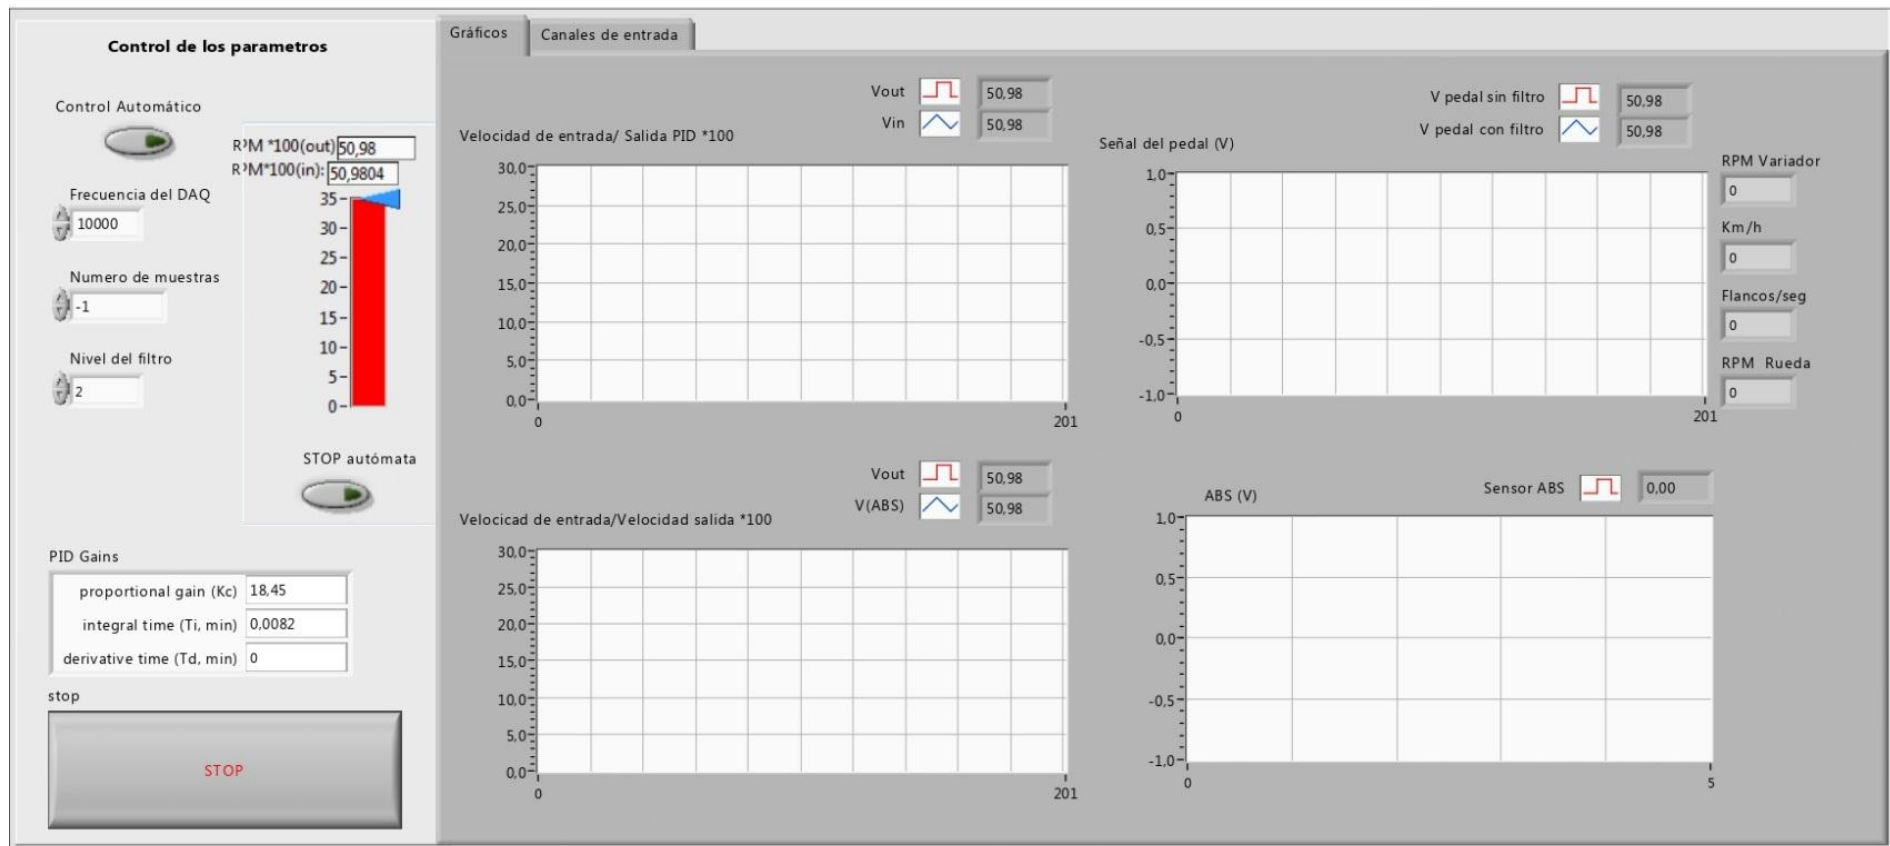 Control de los parametros
Control Automático
RPM *100(out) 50,98
RPM*100(in): 50,9804
Frecuencia del DAQ
10000
Numero de muestras
-1
Nivel del filtro
2
35
30
25
20
15
10
5
0
STOP autómata
PID Gains
proportional gain (Kc) 18,45
integral time (Ti, min) 0,0082
derivative time (Td, min) 0
stop
STOP
Gráficos
Canales de entrada
Vout 50,98
Vin 50,98
Velocidad de entrada/ Salida PID *100
30,0
25,0
20,0
15,0
10,0
5,0
0,0
0 201
V pedal sin filtro 50,98
V pedal con filtro 50,98
Señal del pedal (V)
1,0
0,5
0,0
-0,5
-1,0
0 201
RPM Variador
0
Km/h
0
Flancos/seg
0
RPM Rueda
0
Vout 50,98
V(ABS) 50,98
Velocicad de entrada/Velocidad salida *100
30,0
25,0
20,0
15,0
10,0
5,0
0,0
0 201
Sensor ABS 0,00
ABS (V)
1,0
0,5
0,0
-0,5
-1,0
0 5